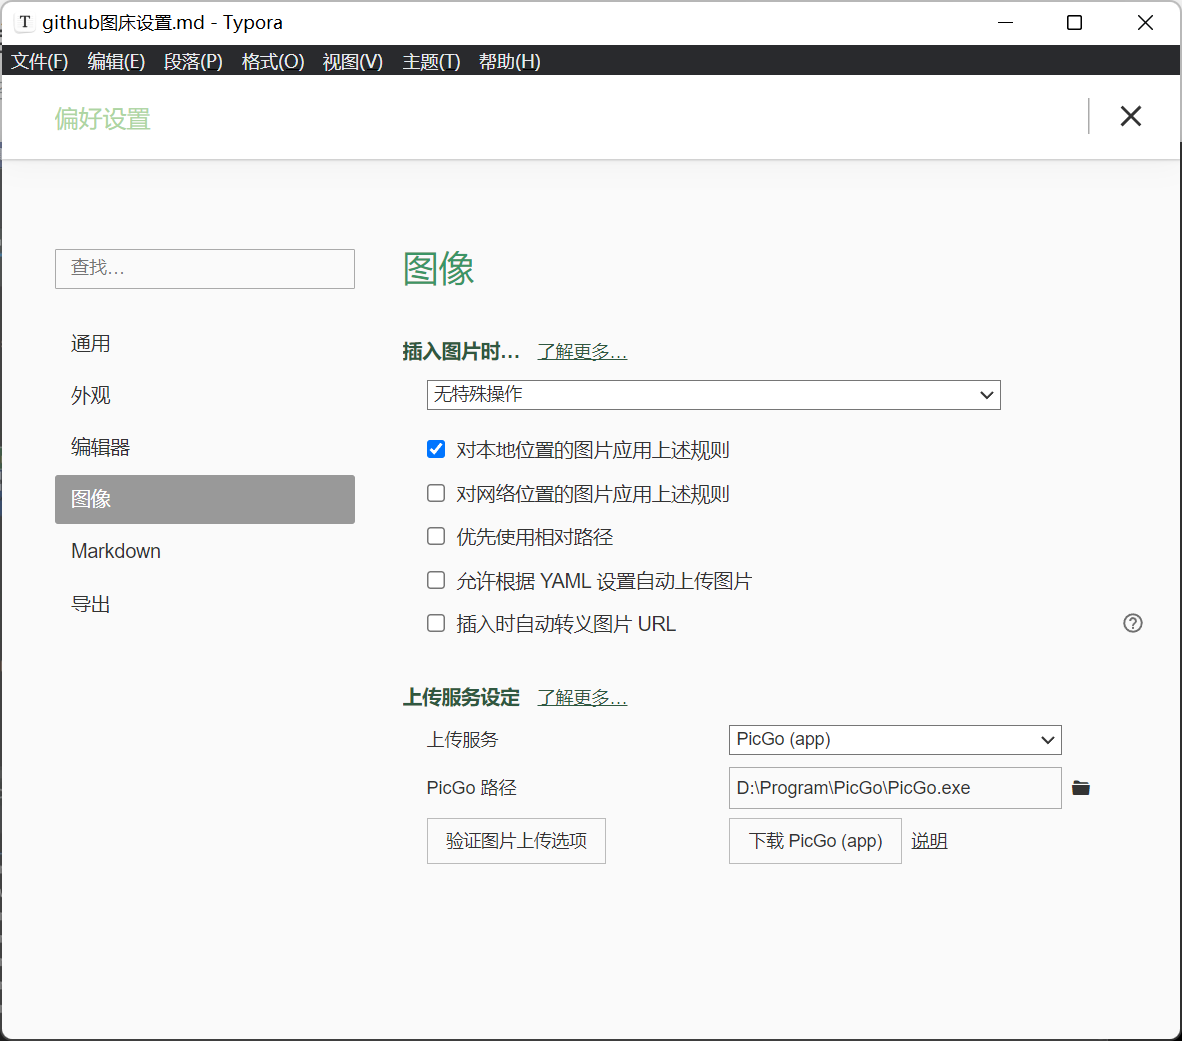 T github图床设置.md - Typora
文件(F) 编辑(E) 段落(P) 格式(O) 视图(V) 主题(T) 帮助(H)
偏好设置
查找…
通用
外观
编辑器
图像
Markdown
导出
图像
插入图片时… 了解更多…
无特殊操作
对本地位置的图片应用上述规则
对网络位置的图片应用上述规则
优先使用相对路径
允许根据 YAML 设置自动上传图片
插入时自动转义图片 URL
上传服务设定 了解更多…
上传服务 PicGo (app)
PicGo 路径 D:\Program\PicGo\PicGo.exe
验证图片上传选项 下载 PicGo (app) 说明